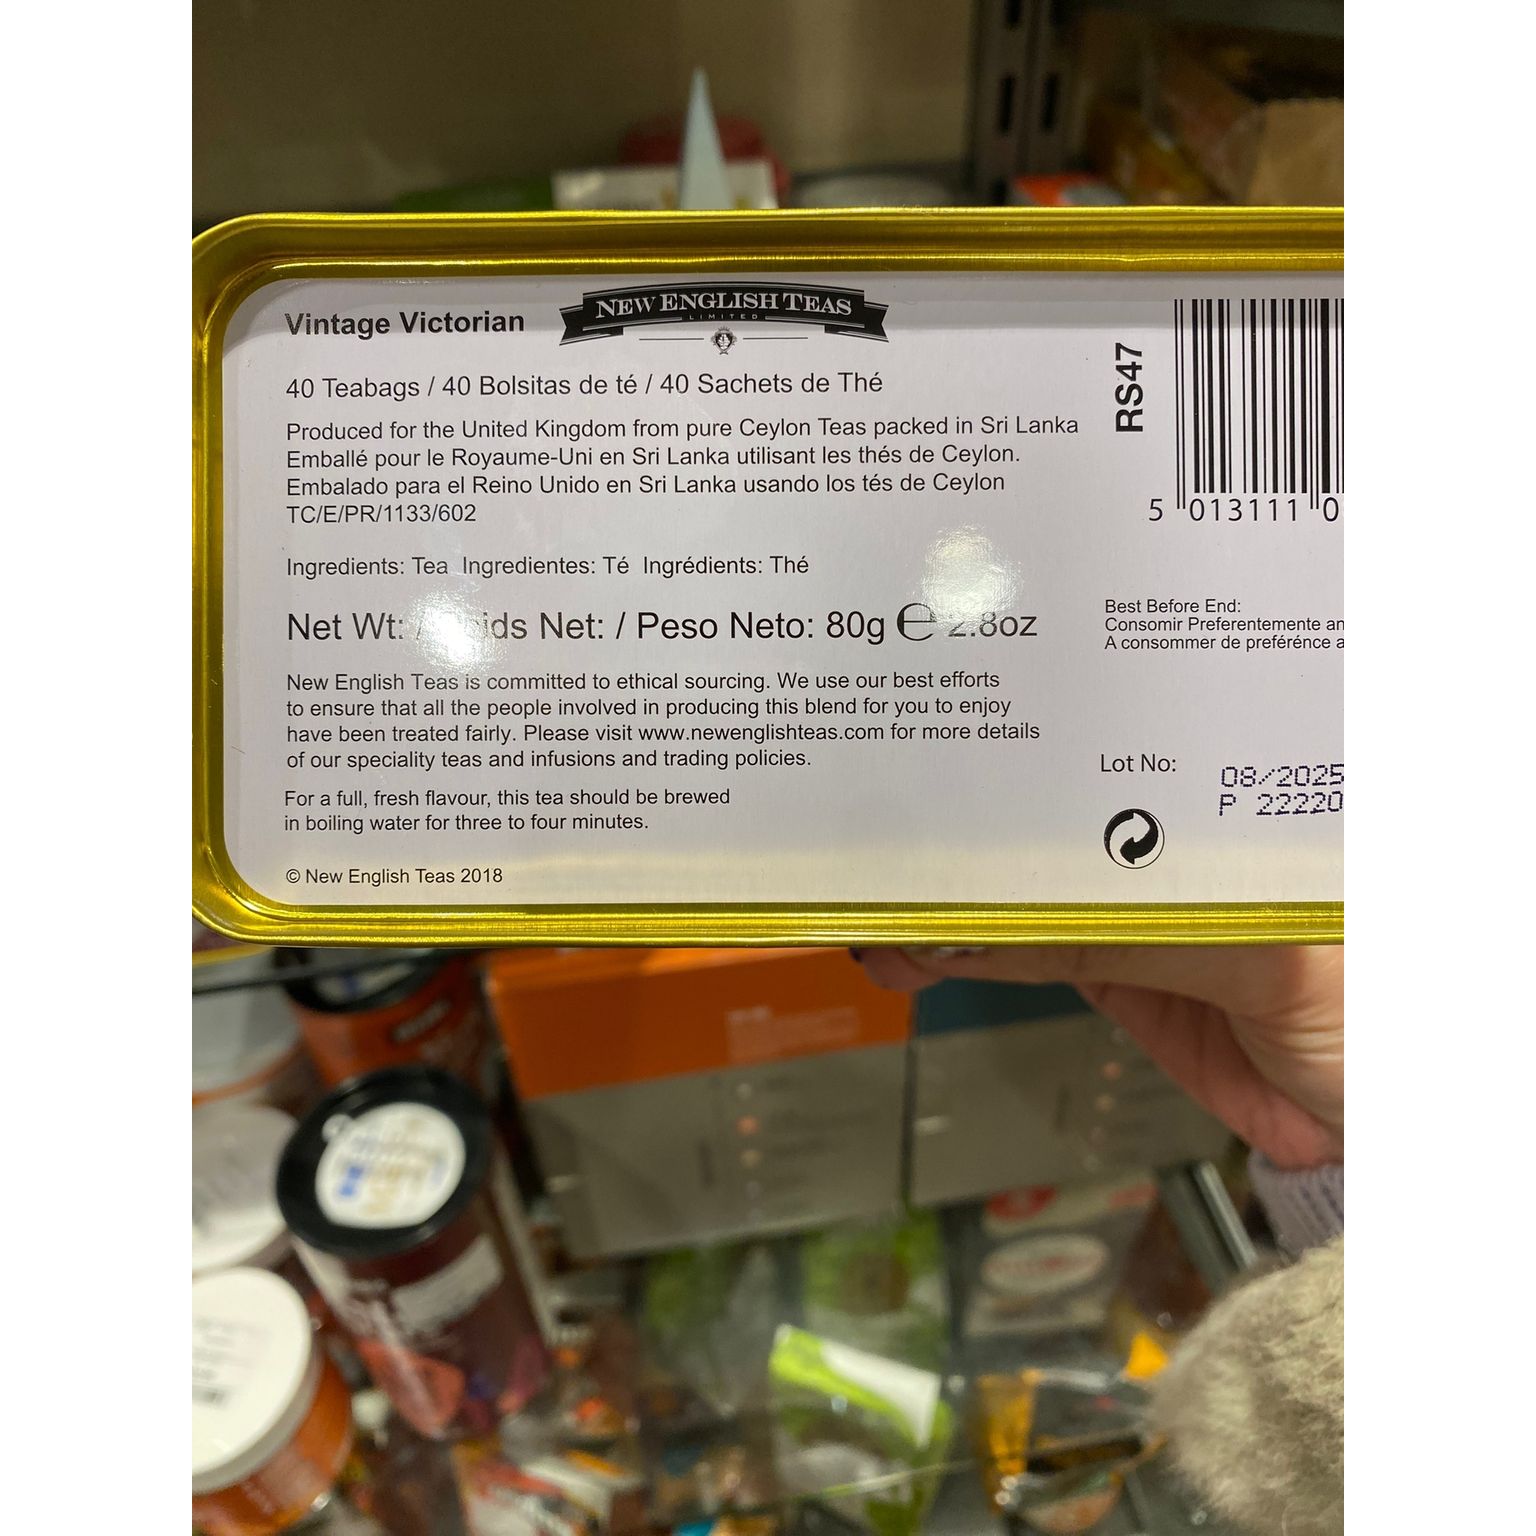 Vintage Victorian
NEW ENGLISH TEAS
LIMITED
40 Teabags / 40 Bolsitas de té / 40 Sachets de Thé
Produced for the United Kingdom from pure Ceylon Teas packed in Sri Lanka
Emballé pour le Royaume-Uni en Sri Lanka utilisant les thés de Ceylon.
Embalado para el Reino Unido en Sri Lanka usando los tés de Ceylon
TC/E/PR/1133/602
Ingredients: Tea Ingredientes: Té Ingrédients: Thé
Net Wt: / Net: / Peso Neto: 80g ℮ 2.8oz
New English Teas is committed to ethical sourcing. We use our best efforts
to ensure that all the people involved in producing this blend for you to enjoy
have been treated fairly. Please visit www.newenglishteas.com for more details
of our speciality teas and infusions and trading policies.
For a full, fresh flavour, this tea should be brewed
in boiling water for three to four minutes.
© New English Teas 2018
RS47
5 013111 0
Best Before End:
Consomir Preferentemente an
A consommer de preférénce a
Lot No:
08/2025
P 22220